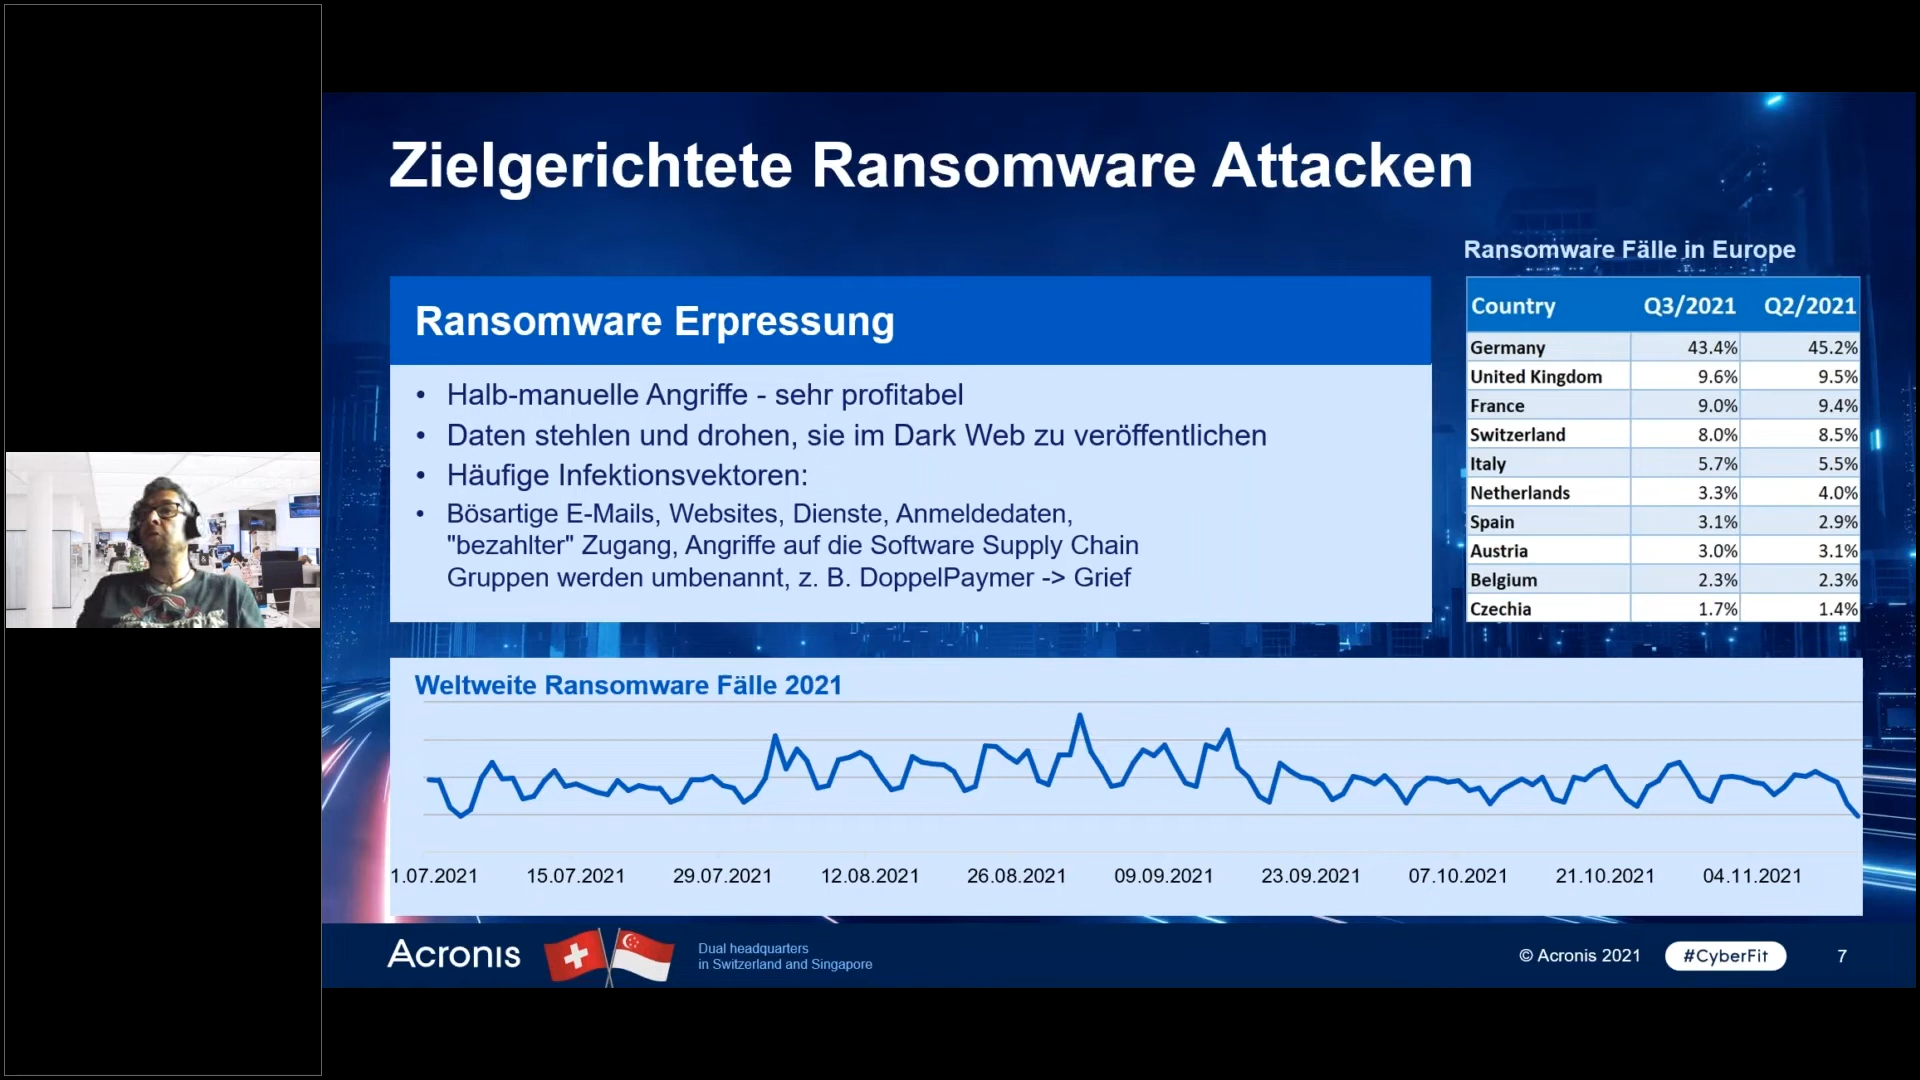 Zielgerichtete Ransomware Attacken
Ransomware Erpressung
• Halb-manuelle Angriffe - sehr profitabel
• Daten stehlen und drohen, sie im Dark Web zu veröffentlichen
• Häufige Infektionsvektoren:
• Bösartige E-Mails, Websites, Dienste, Anmeldedaten,
"bezahlter" Zugang, Angriffe auf die Software Supply Chain
Gruppen werden umbenannt, z. B. DoppelPaymer -> Grief
Ransomware Fälle in Europe
Country Q3/2021 Q2/2021
Germany 43.4% 45.2%
United Kingdom 9.6% 9.5%
France 9.0% 9.4%
Switzerland 8.0% 8.5%
Italy 5.7% 5.5%
Netherlands 3.3% 4.0%
Spain 3.1% 2.9%
Austria 3.0% 3.1%
Belgium 2.3% 2.3%
Czechia 1.7% 1.4%
Weltweite Ransomware Fälle 2021
1.07.2021 15.07.2021 29.07.2021 12.08.2021 26.08.2021 09.09.2021 23.09.2021 07.10.2021 21.10.2021 04.11.2021
Acronis
Dual headquarters
in Switzerland and Singapore
© Acronis 2021 #CyberFit 7